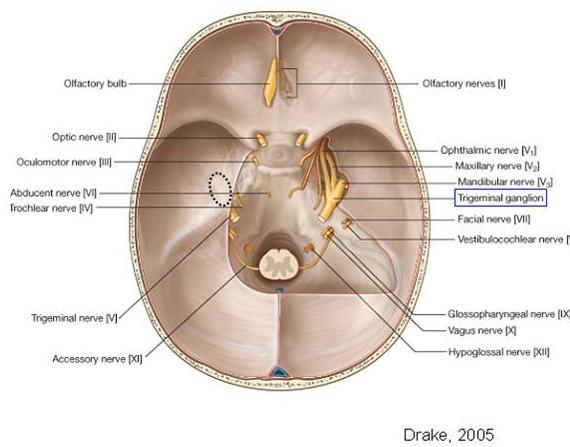 Olfactory bulb
Olfactory nerves [I]
Optic nerve [II]
Oculomotor nerve [III]
Abducent nerve [VI]
Trochlear nerve [IV]
Ophthalmic nerve [V₁]
Maxillary nerve [V₂]
Mandibular nerve [V₃]
Trigeminal ganglion
Facial nerve [VII]
Vestibulocochlear nerve [
Trigeminal nerve [V]
Accessory nerve [XI]
Glossopharyngeal nerve [IX]
Vagus nerve [X]
Hypoglossal nerve [XII]
Drake, 2005